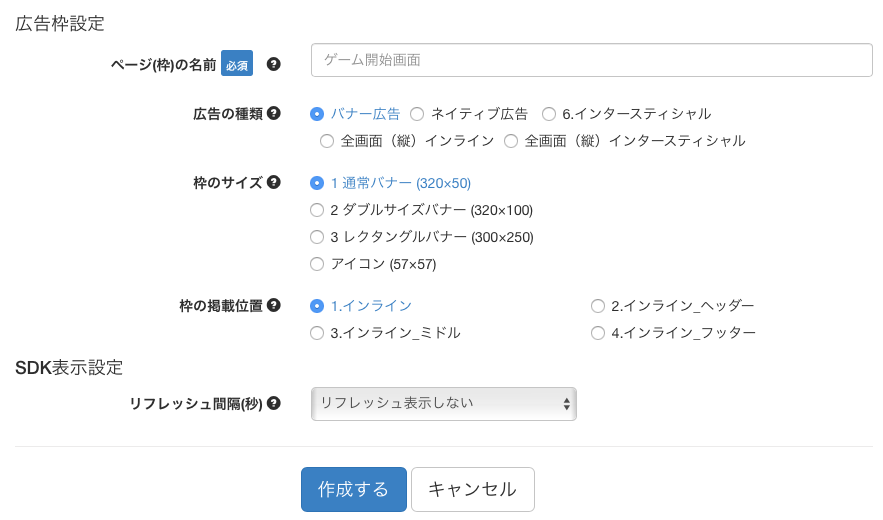 広告枠設定
ページ(枠)の名前 必須 ? ゲーム開始画面
広告の種類 ? バナー広告 ネイティブ広告 6.インタースティシャル
全画面（縦）インライン 全画面（縦）インタースティシャル
枠のサイズ ? 1 通常バナー (320×50)
2 ダブルサイズバナー (320×100)
3 レクタングルバナー (300×250)
アイコン (57×57)
枠の掲載位置 ? 1.インライン 2.インライン_ヘッダー
3.インライン_ミドル 4.インライン_フッター
SDK表示設定
リフレッシュ間隔(秒) ? リフレッシュ表示しない
作成する キャンセル